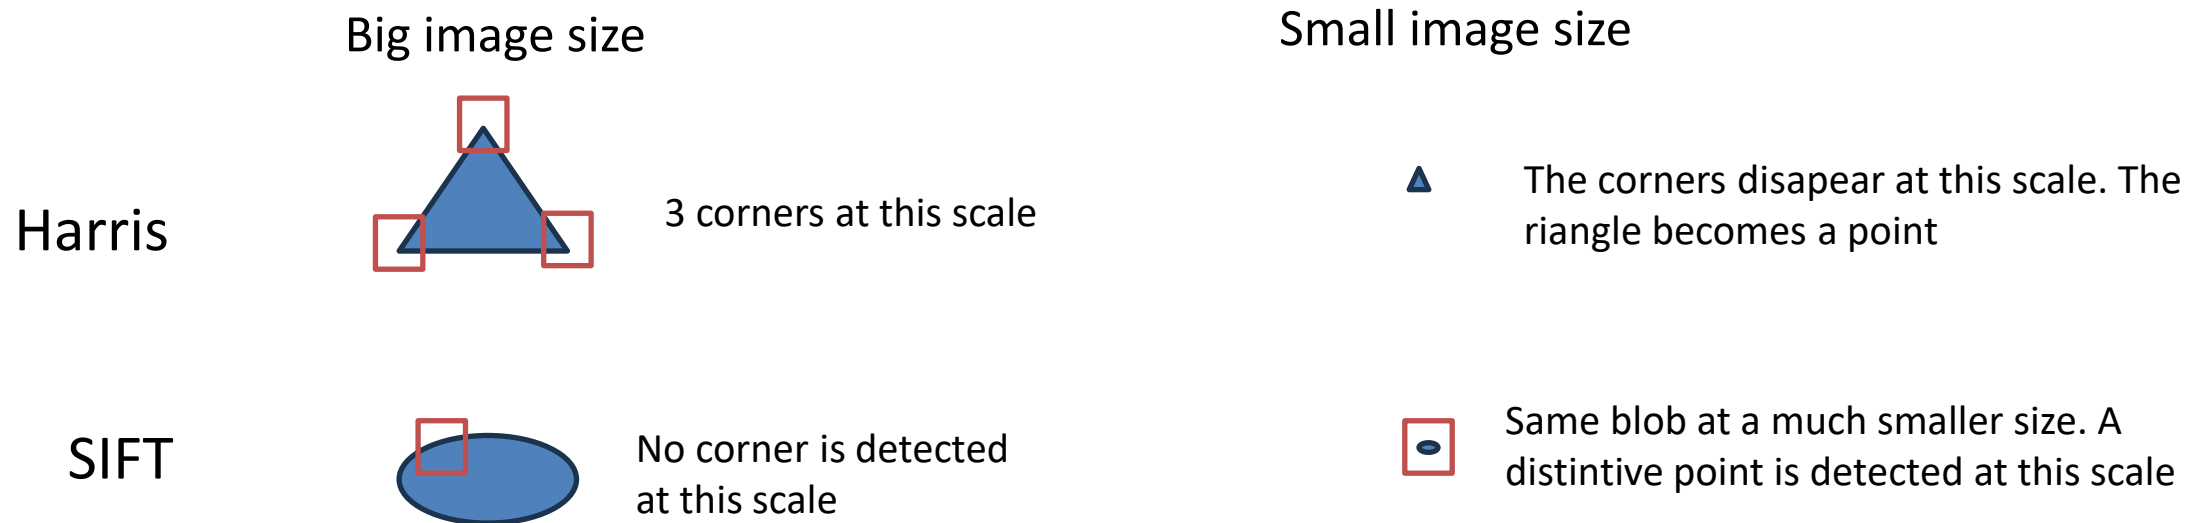 Big image size
Small image size
Harris
3 corners at this scale
The corners disapear at this scale. The
riangle becomes a point
SIFT
No corner is detected
at this scale
Same blob at a much smaller size. A
distintive point is detected at this scale